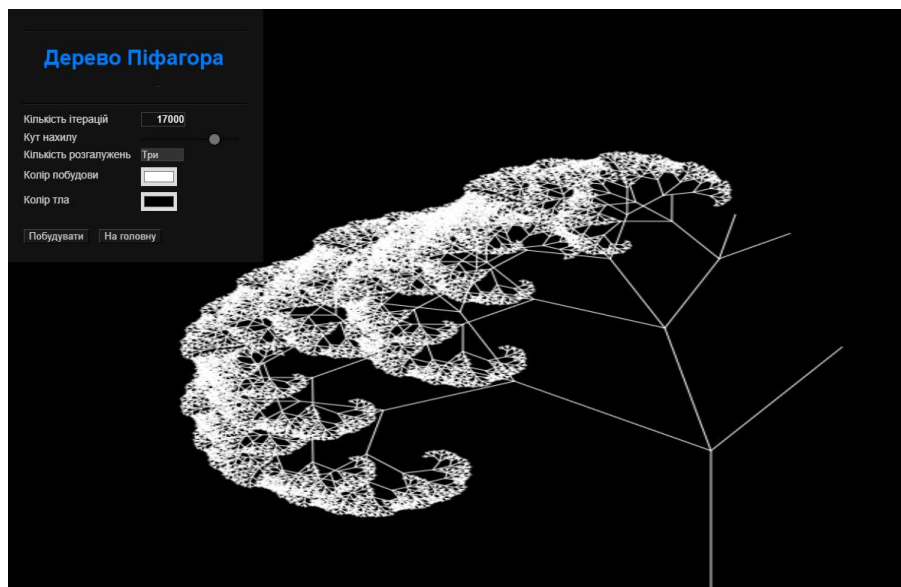 Дерево Піфагора
Кількість ітерацій 17000
Кут нахилу
Кількість розгалужень Три
Колір побудови
Колір тла
Побудувати На головну